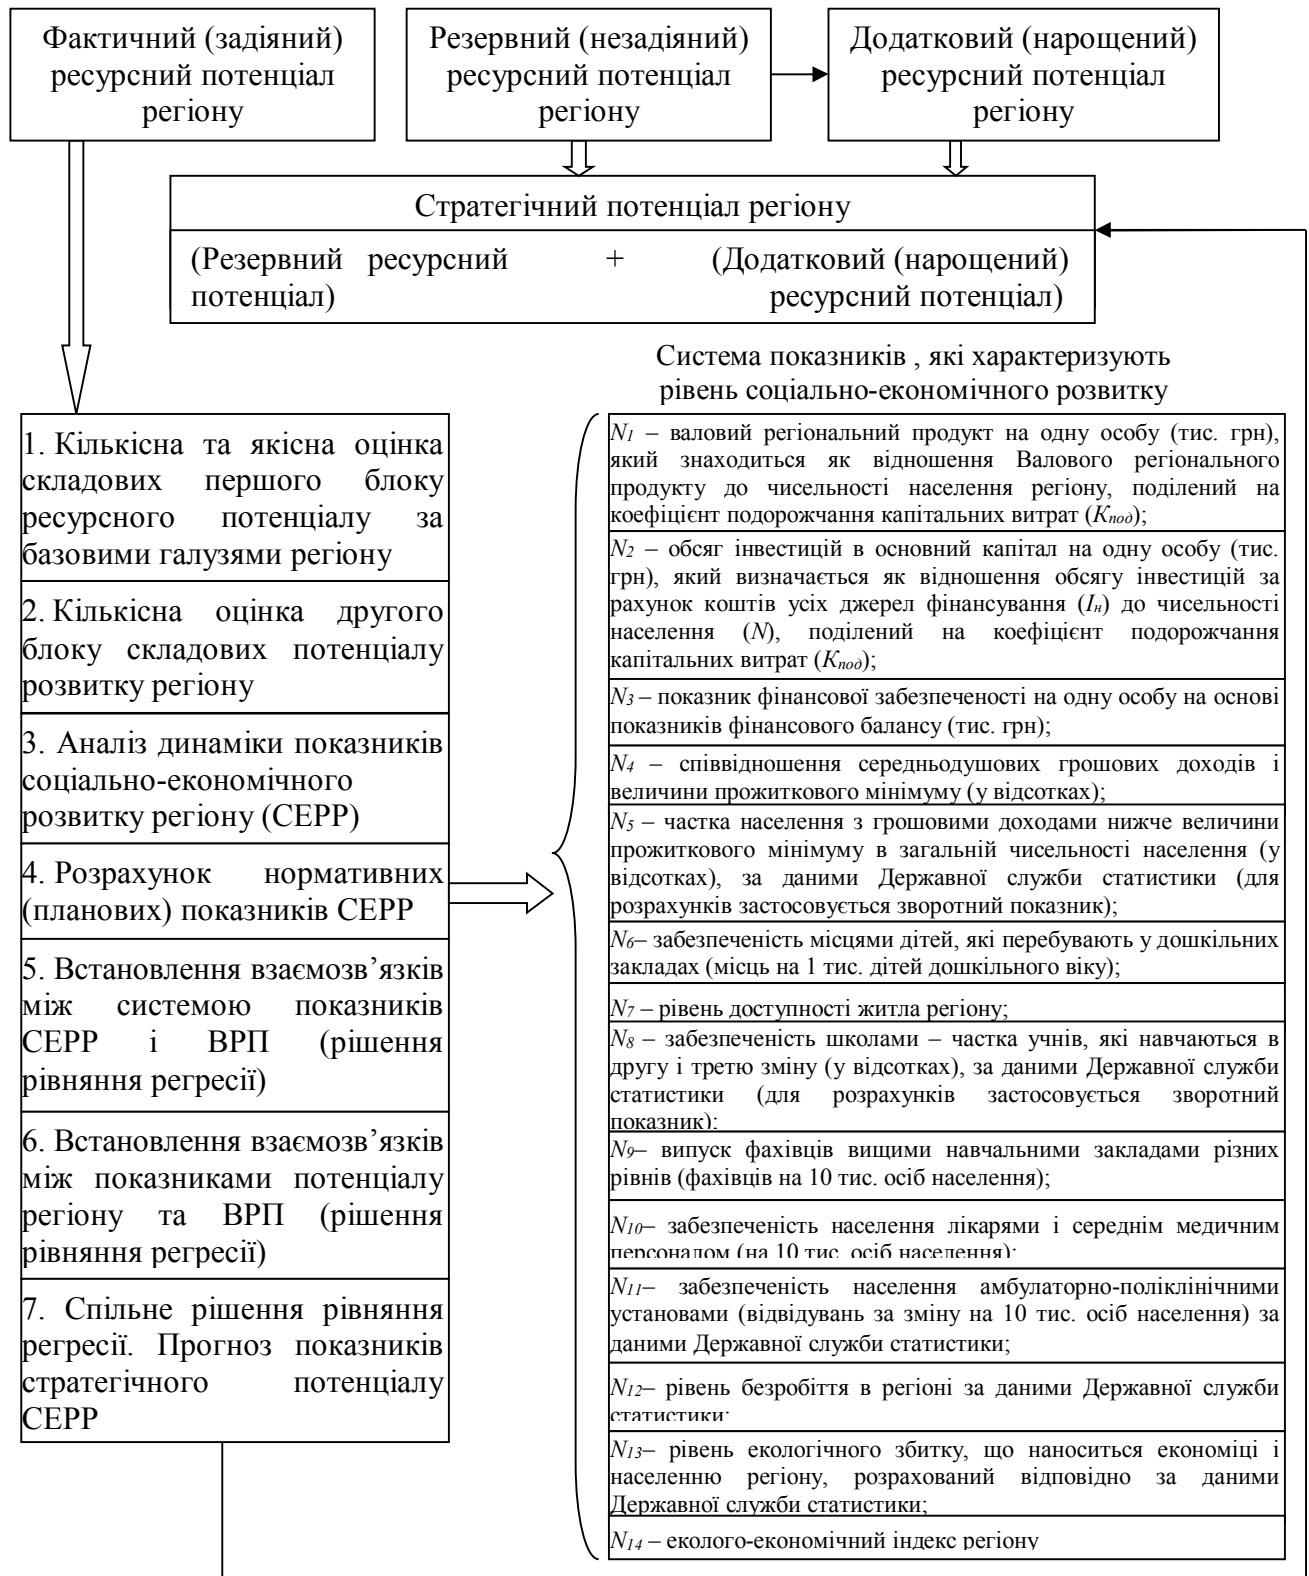 Фактичний (задіяний)
ресурсний потенціал
регіону
Резервний (незадіяний)
ресурсний потенціал
регіону
Додатковий (нарощений)
ресурсний потенціал
регіону
Стратегічний потенціал регіону
(Резервний ресурсний + (Додатковий (нарощений)
потенціал) ресурсний потенціал)
Система показників , які характеризують
рівень соціально-економічного розвитку
1. Кількісна та якісна оцінка
складових першого блоку
ресурсного потенціалу за
базовими галузями регіону
2. Кількісна оцінка другого
блоку складових потенціалу
розвитку регіону
3. Аналіз динаміки показників
соціально-економічного
розвитку регіону (СЕРР)
4. Розрахунок нормативних
(планових) показників СЕРР
5. Встановлення взаємозв’язків
між системою показників
СЕРР і ВРП (рішення
рівняння регресії)
6. Встановлення взаємозв’язків
між показниками потенціалу
регіону та ВРП (рішення
рівняння регресії)
7. Спільне рішення рівняння
регресії. Прогноз показників
стратегічного потенціалу
СЕРР
N1 – валовий регіональний продукт на одну особу (тис. грн),
який знаходиться як відношення Валового регіонального
продукту до чисельності населення регіону, поділений на
коефіцієнт подорожчання капітальних витрат (Kпод);
N2 – обсяг інвестицій в основний капітал на одну особу (тис.
грн), який визначається як відношення обсягу інвестицій за
рахунок коштів усіх джерел фінансування (Iн) до чисельності
населення (N), поділений на коефіцієнт подорожчання
капітальних витрат (Kпод);
N3 – показник фінансової забезпеченості на одну особу на основі
показників фінансового балансу (тис. грн);
N4 – співвідношення середньодушових грошових доходів і
величини прожиткового мінімуму (у відсотках);
N5 – частка населення з грошовими доходами нижче величини
прожиткового мінімуму в загальній чисельності населення (у
відсотках), за даними Державної служби статистики (для
розрахунків застосовується зворотний показник);
N6– забезпеченість місцями дітей, які перебувають у дошкільних
закладах (місць на 1 тис. дітей дошкільного віку);
N7 – рівень доступності житла регіону;
N8 – забезпеченість школами – частка учнів, які навчаються в
другу і третю зміну (у відсотках), за даними Державної служби
статистики (для розрахунків застосовується зворотний
показник);
N9– випуск фахівців вищими навчальними закладами різних
рівнів (фахівців на 10 тис. осіб населення);
N10– забезпеченість населення лікарями і середнім медичним
персоналом (на 10 тис. осіб населення);
N11– забезпеченість населення амбулаторно-поліклінічними
установами (відвідувань за зміну на 10 тис. осіб населення) за
даними Державної служби статистики;
N12– рівень безробіття в регіоні за даними Державної служби
статистики;
N13– рівень екологічного збитку, що наноситься економіці і
населенню регіону, розрахований відповідно за даними
Державної служби статистики;
N14 – еколого-економічний індекс регіону